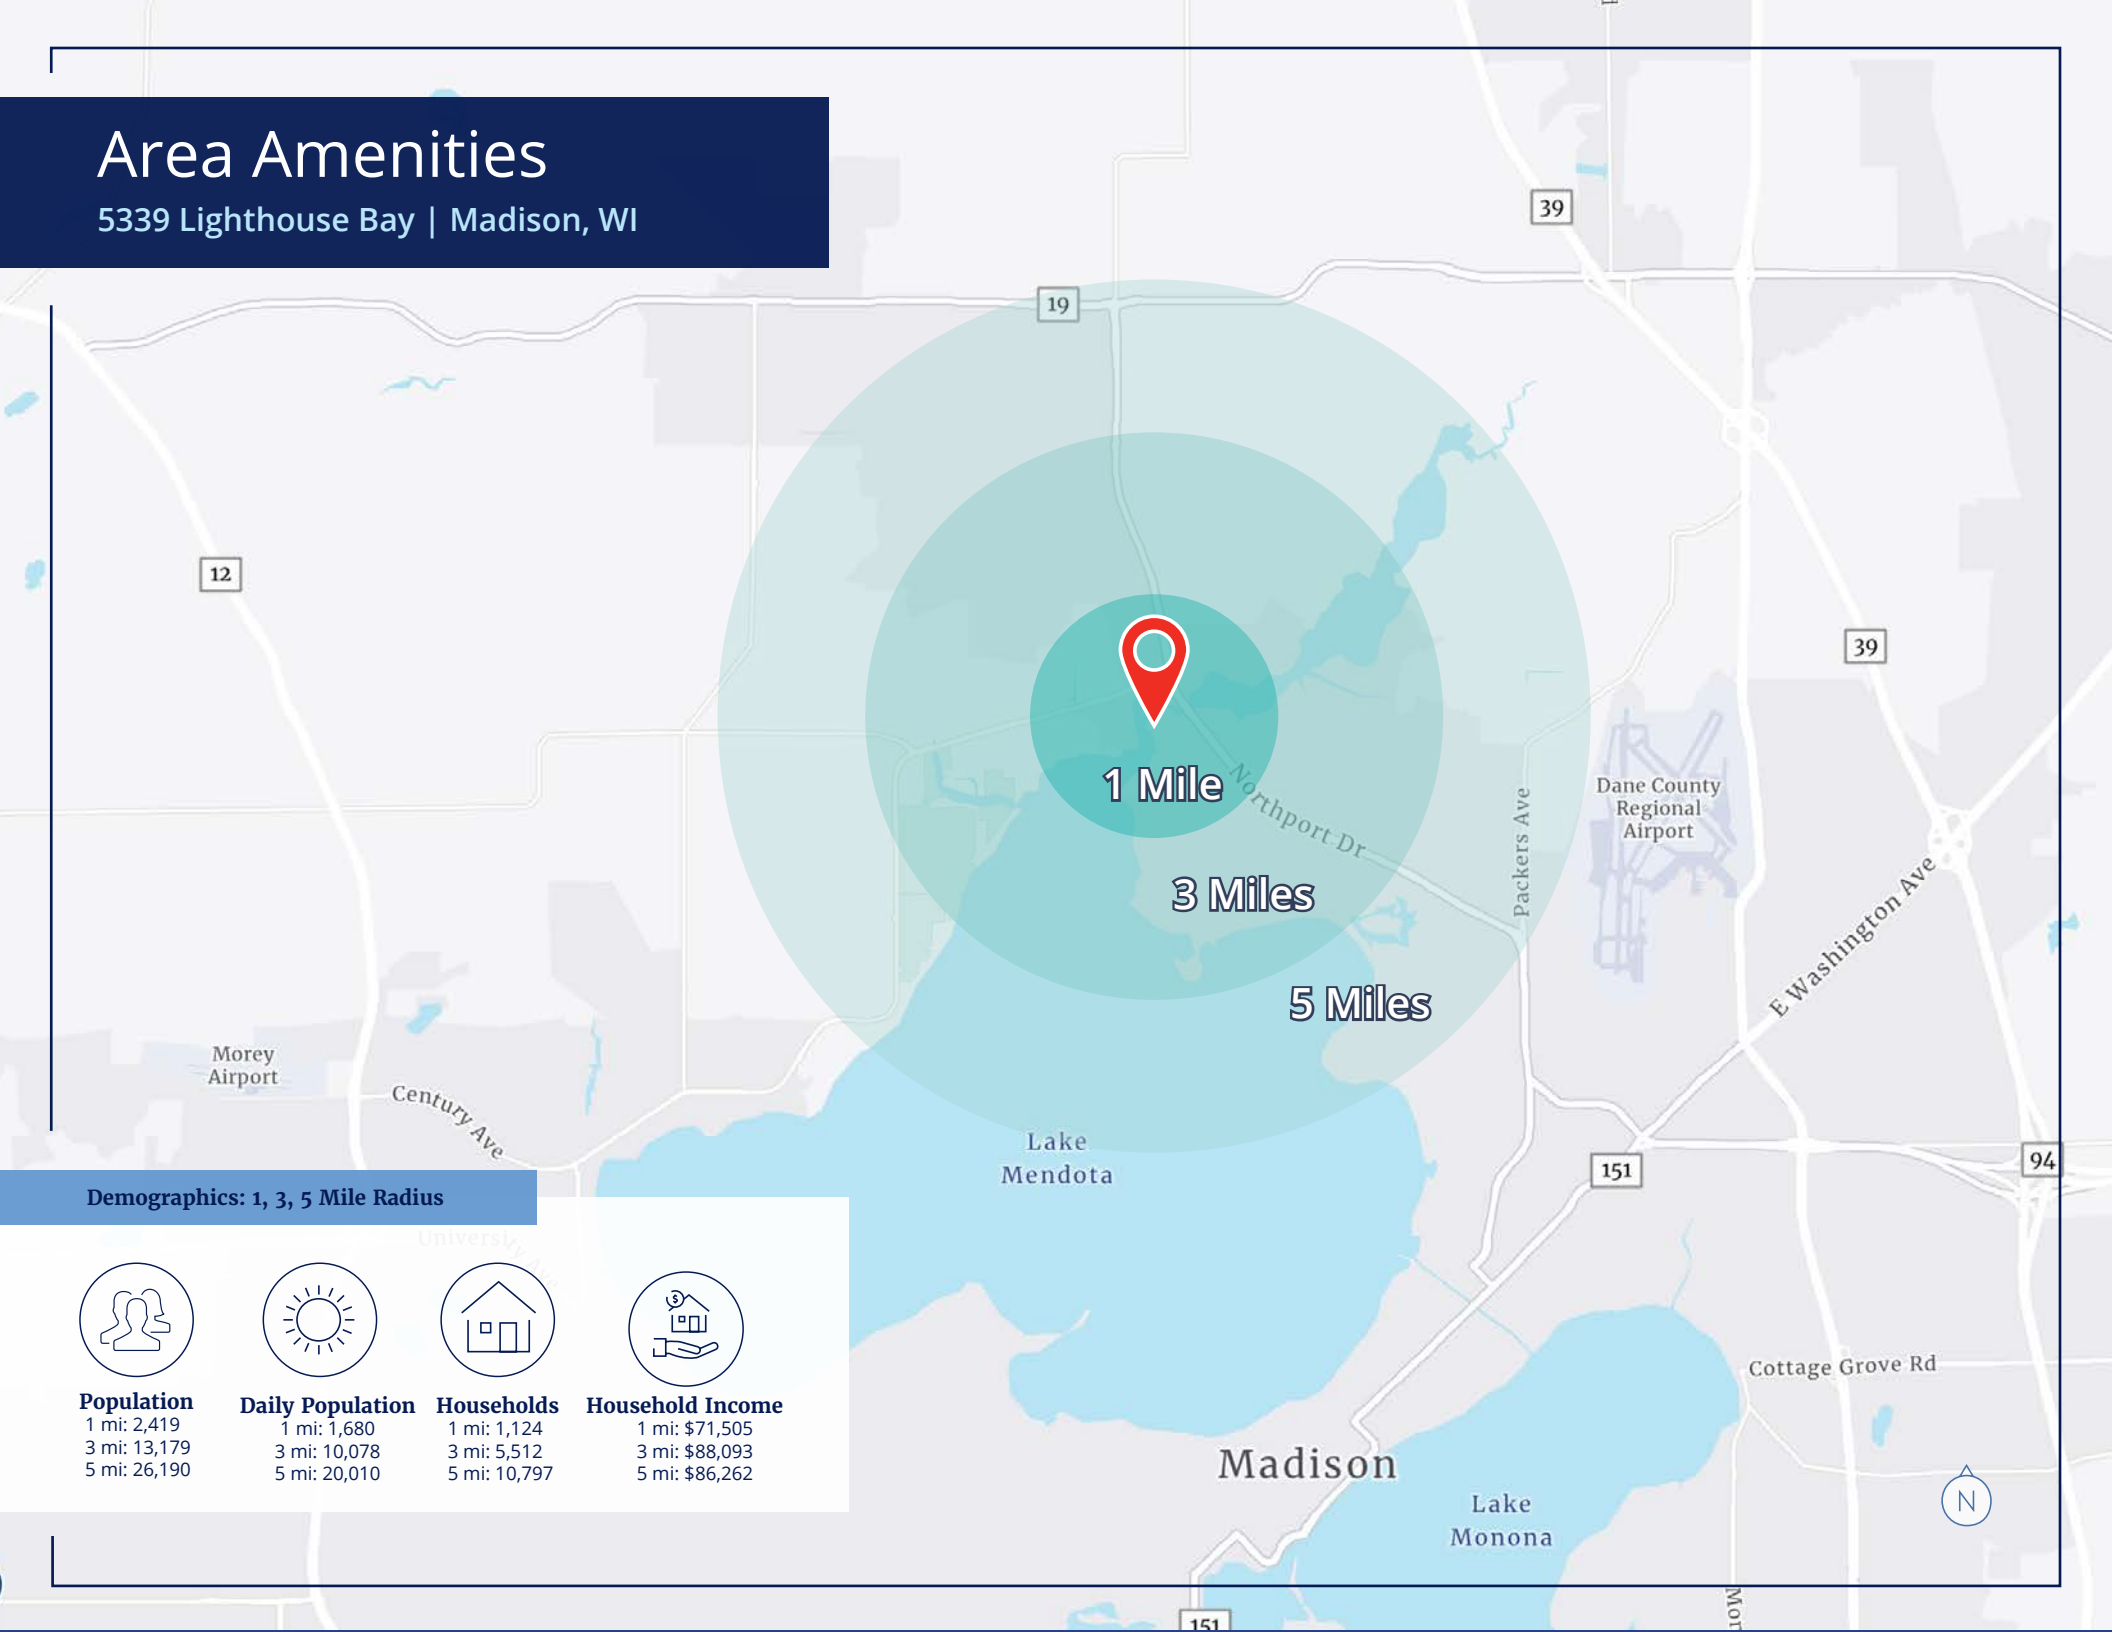 Area Amenities
5339 Lighthouse Bay | Madison, WI
39
19
12
39
1 Mile
Northport Dr
Packers Ave
Dane County
Regional
Airport
3 Miles
E Washington Ave
5 Miles
Morey
Airport
Century Ave
Lake
Mendota
151
94
Demographics: 1, 3, 5 Mile Radius
Population
1 mi: 2,419
3 mi: 13,179
5 mi: 26,190
Daily Population
1 mi: 1,680
3 mi: 10,078
5 mi: 20,010
Households
1 mi: 1,124
3 mi: 5,512
5 mi: 10,797
Household Income
1 mi: $71,505
3 mi: $88,093
5 mi: $86,262
Cottage Grove Rd
Madison
Lake
Monona
N
151